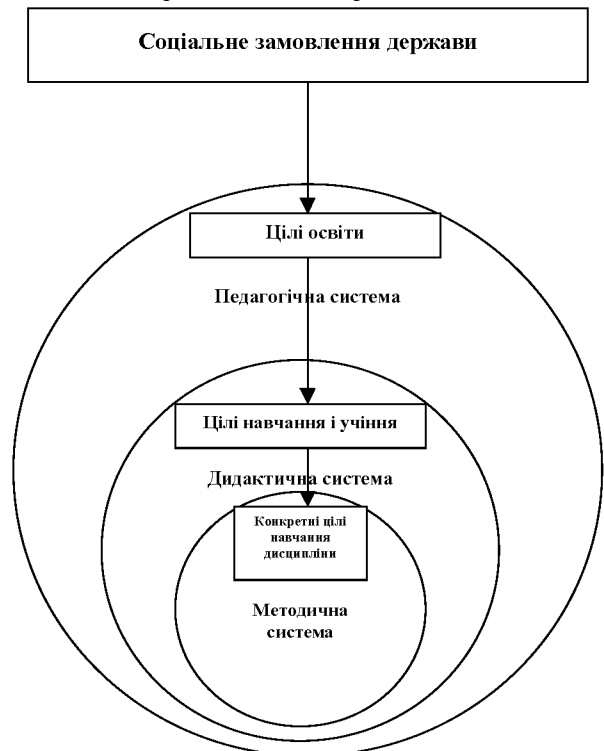 Соціальне замовлення держави
Цілі освіти
Педагогічна система
Цілі навчання і учіння
Дидактична система
Конкретні цілі
навчання
дисципліни
Методична
система